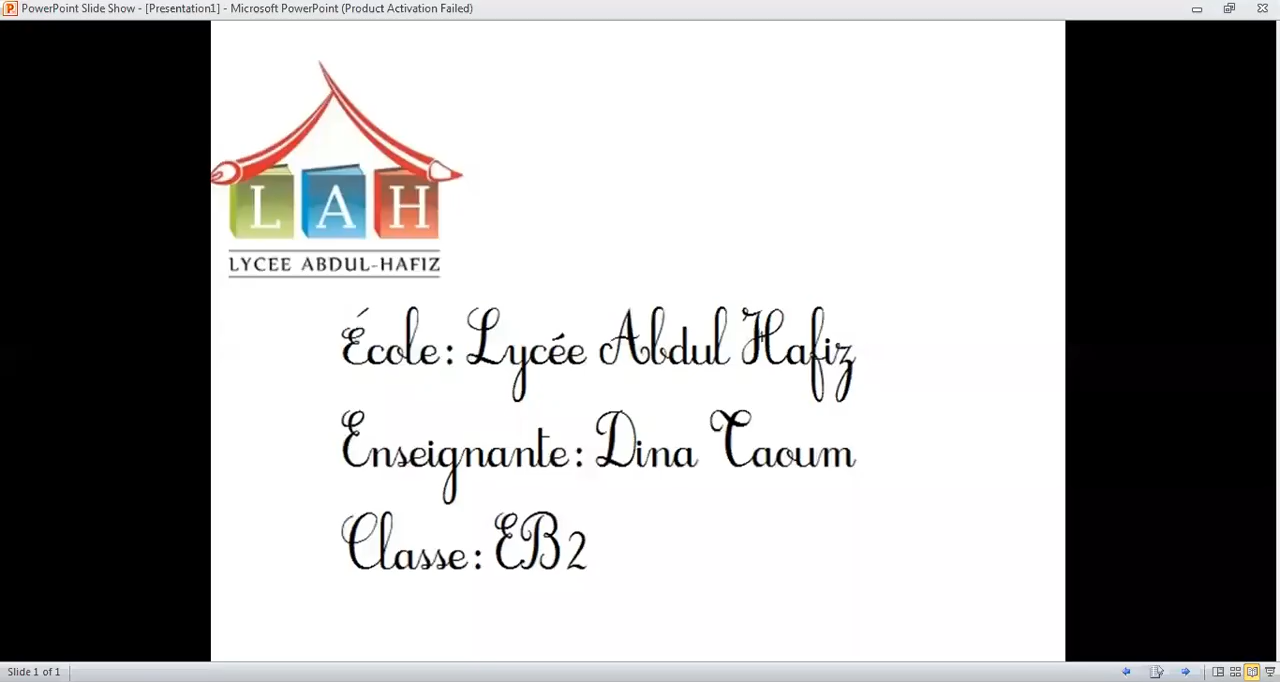 PowerPoint Slide Show - [Presentation1] - Microsoft PowerPoint (Product Activation Failed)
L A H
LYCEE ABDUL-HAFIZ
École: Lycée Abdul Hafiz
Enseignante: Dina Taoum
Classe: EB2
Slide 1 of 1